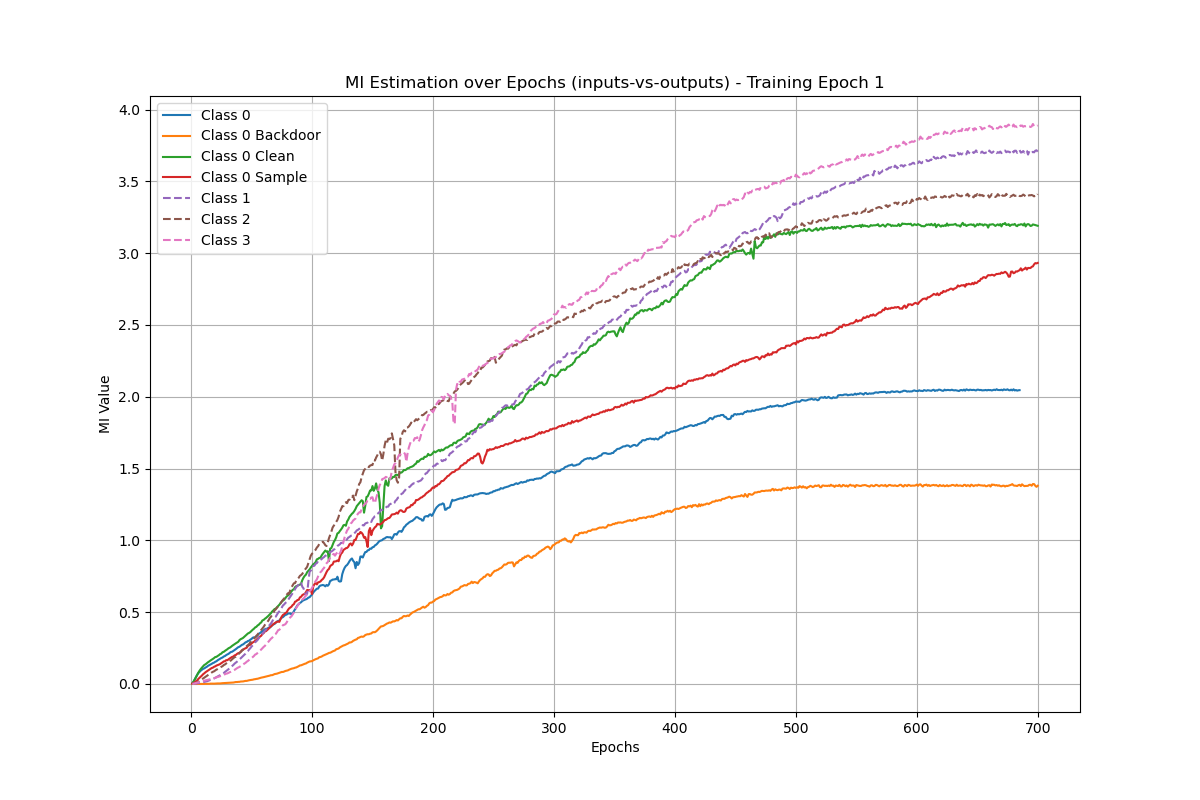 MI Estimation over Epochs (inputs-vs-outputs) - Training Epoch 1
4.0
3.5
3.0
2.5
2.0
1.5
1.0
0.5
0.0
MI Value
Class 0
Class 0 Backdoor
Class 0 Clean
Class 0 Sample
Class 1
Class 2
Class 3
0 100 200 300 400 500 600 700
Epochs